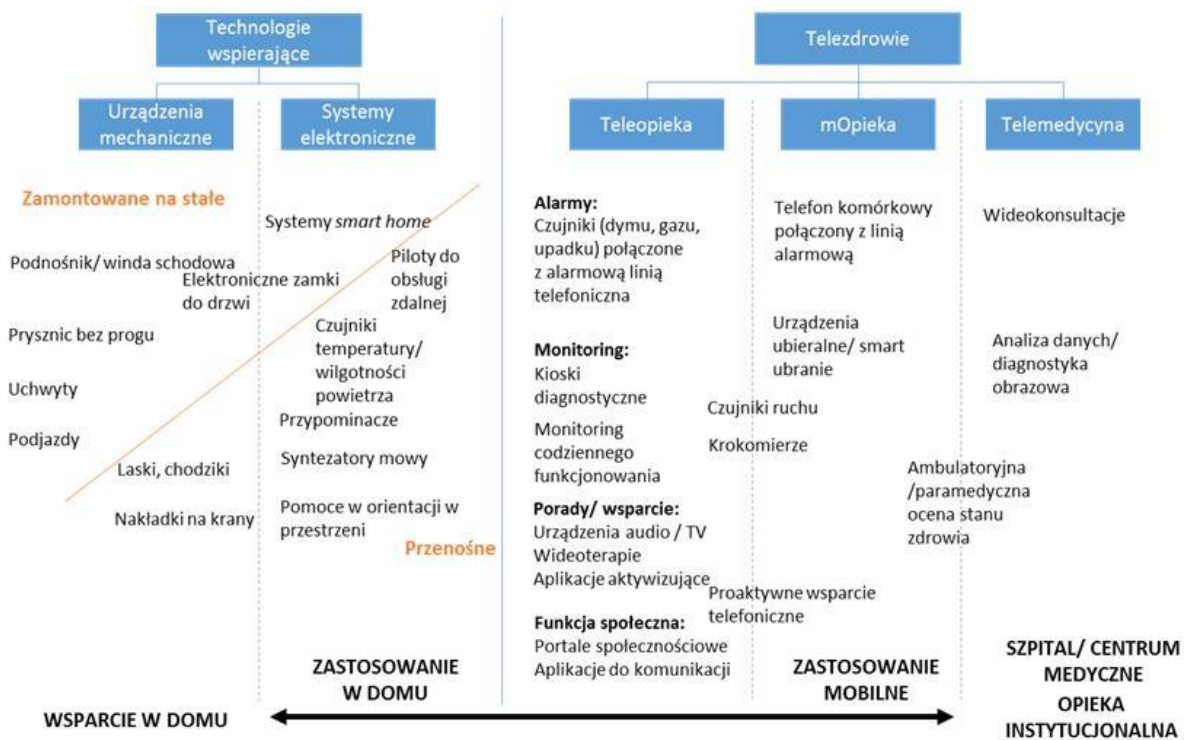 Technologie
wspierające
Telezdrowie
Urządzenia
mechaniczne
Systemy
elektroniczne
Teleopieka
mOpieka
Telemedycyna
Zamontowane na stałe
Podnośnik/ winda schodowa
Prysznic bez progu
Uchwyty
Podjazdy
Laski, chodziki
Nakładki na krany
Systemy smart home
Elektroniczne zamki
do drzwi
Piloty do
obsługi
zdalnej
Czujniki
temperatury/
wilgotności
powietrza
Przypominacze
Syntezatory mowy
Pomoce w orientacji w
przestrzeni
Przenośne
Alarmy:
Czujniki (dymu, gazu,
upadku) połączone
z alarmową linią
telefoniczna
Monitoring:
Kioski
diagnostyczne
Monitoring
codziennego
funkcjonowania
Porady/ wsparcie:
Urządzenia audio / TV
Wideoterapie
Aplikacje aktywizujące
Funkcja społeczna:
Portale społecznościowe
Aplikacje do komunikacji
Telefon komórkowy
połączony z linią
alarmową
Urządzenia
ubieralne/ smart
ubranie
Czujniki ruchu
Krokomierze
Proaktywne wsparcie
telefoniczne
Wideokonsultacje
Analiza danych/
diagnostyka
obrazowa
Ambulatoryjna
/paramedyczna
ocena stanu
zdrowia
WSPARCIE W DOMU
ZASTOSOWANIE
W DOMU
ZASTOSOWANIE
MOBILNE
SZPITAL/ CENTRUM
MEDYCZNE
OPIEKA
INSTYTUCJONALNA